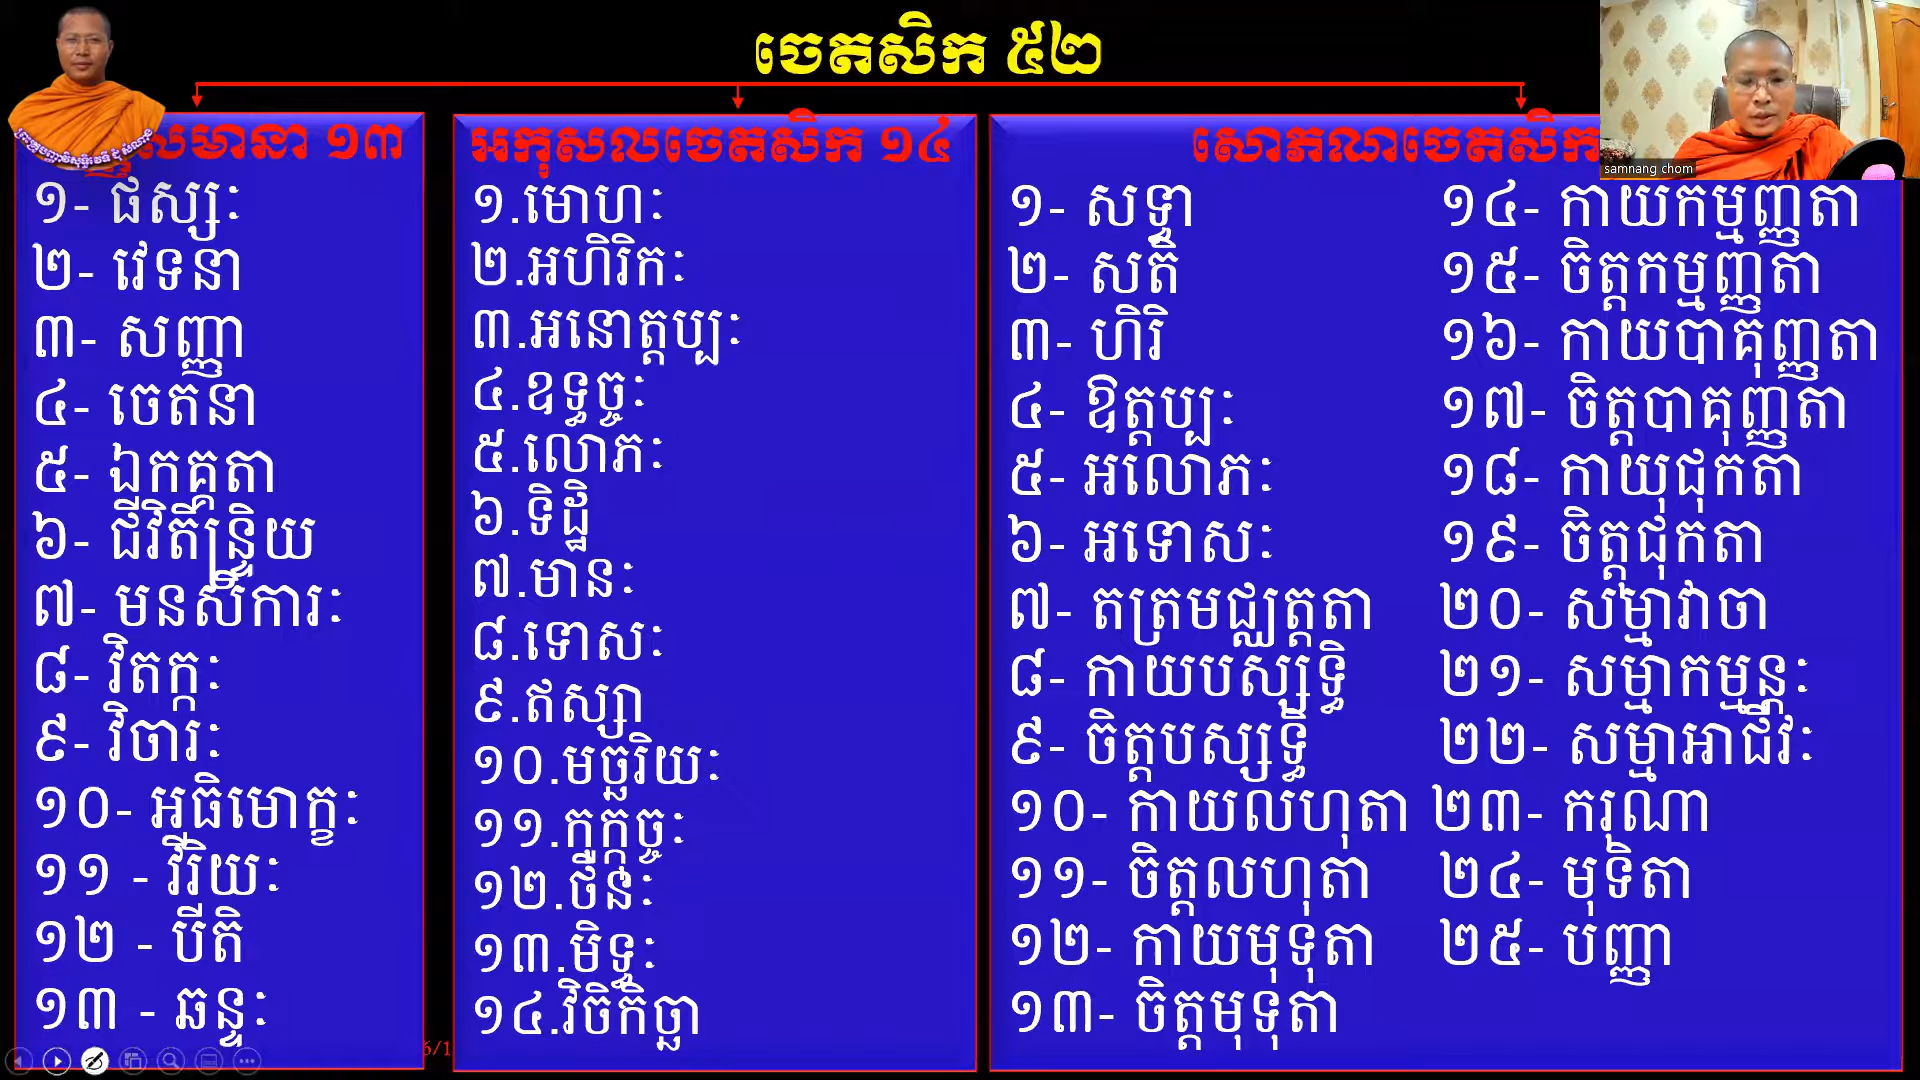 ចេតសិក ៥២
សមានា ១៣
១- ផស្សៈ
២- វេទនា
៣- សញ្ញា
៤- ចេតនា
៥- ឯកគ្គតា
៦- ជីវិតីន្ទ្រិយ
៧- មនសិការៈ
៨- វិតក្កៈ
៩- វិចារៈ
១០- អធិមោក្ខៈ
១១ - វីរិយៈ
១២ - បីតិ
១៣ - ឆន្ទៈ
អកុសលចេតសិក ១៤
១.មោហៈ
២.អហិរិកៈ
៣.អនោត្តប្បៈ
៤.ឧទ្ធច្ចៈ
៥.លោភៈ
៦.ទិដ្ឋិ
៧.មានៈ
៨.ទោសៈ
៩.ឥស្សា
១០.មច្ឆរិយៈ
១១.កុក្កុច្ចៈ
១២.ថីនៈ
១៣.មិទ្ធៈ
១៤.វិចិកិច្ឆា
សោភណចេតសិក
១- សទ្ធា
២- សតិ
៣- ហិរិ
៤- ឱត្តប្បៈ
៥- អលោភៈ
៦- អទោសៈ
៧- តត្រមជ្ឈត្តតា
៨- កាយបស្សទ្ធិ
៩- ចិត្តបស្សទ្ធិ
១០- កាយលហុតា
១១- ចិត្តលហុតា
១២- កាយមុទុតា
១៣- ចិត្តមុទុតា
១៤- កាយកម្មញ្ញតា
១៥- ចិត្តកម្មញ្ញតា
១៦- កាយបាគុញ្ញតា
១៧- ចិត្តបាគុញ្ញតា
១៨- កាយុជុកតា
១៩- ចិត្តុជុកតា
២០- សម្មាវាចា
២១- សម្មាកម្មន្តៈ
២២- សម្មាអាជីវៈ
២៣- ករុណា
២៤- មុទិតា
២៥- បញ្ញា
samnang chom
6/1